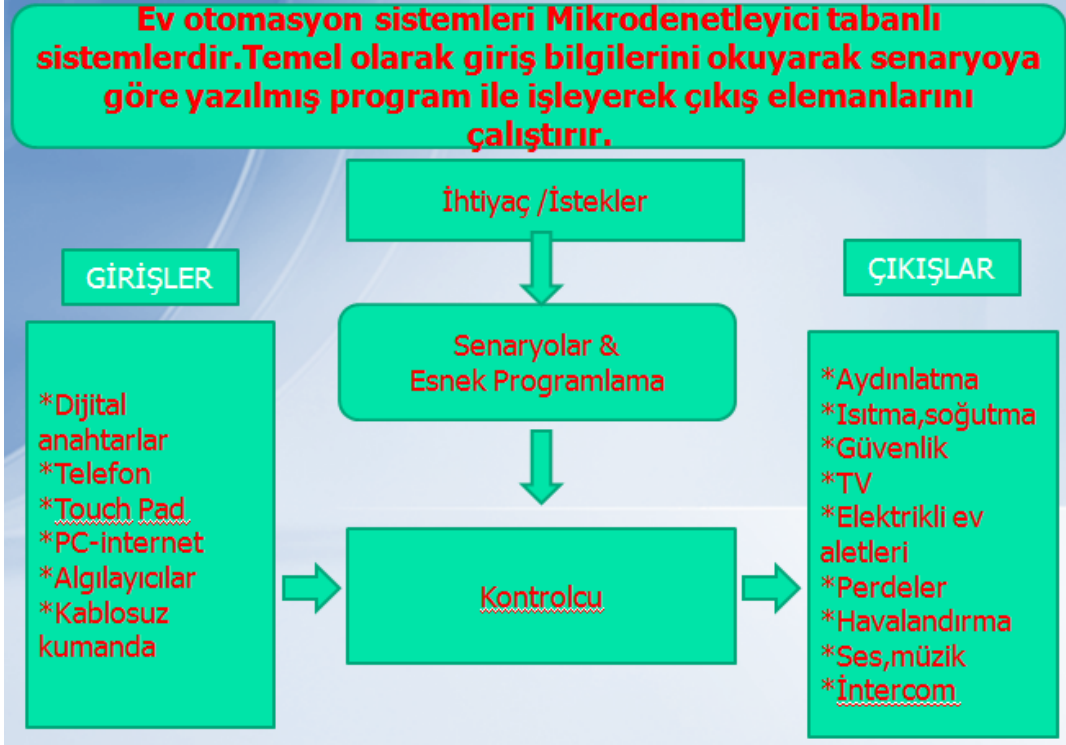 Ev otomasyon sistemleri Mikrodenetleyici tabanlı
sistemlerdir.Temel olarak giriş bilgilerini okuyarak senaryoya
göre yazılmış program ile işleyerek çıkış elemanlarını
çalıştırır.
İhtiyaç /İstekler
GİRİŞLER
ÇIKIŞLAR
Senaryolar &
Esnek Programlama
*Dijital
anahtarlar
*Telefon
*Touch Pad
*PC-internet
*Algılayıcılar
*Kablosuz
kumanda
Kontrolcu
*Aydınlatma
*Isıtma,soğutma
*Güvenlik
*TV
*Elektrikli ev
aletleri
*Perdeler
*Havalandırma
*Ses,müzik
*İntercom